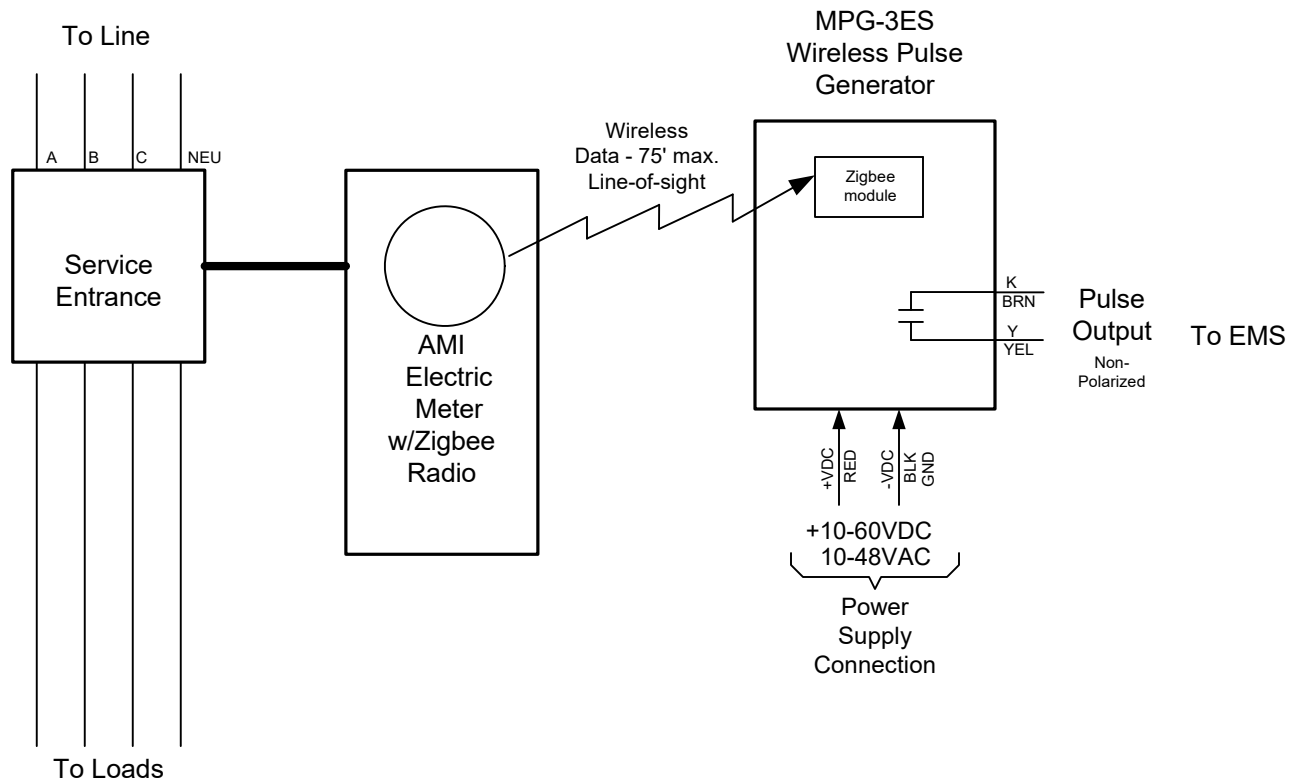 To Line
A
B
C
NEU
Service
Entrance
To Loads
AMI
Electric
Meter
w/Zigbee
Radio
Wireless
Data - 75' max.
Line-of-sight
MPG-3ES
Wireless Pulse
Generator
Zigbee
module
K
BRN
Y
YEL
Pulse
Output
Non-
Polarized
To EMS
+VDC
RED
-VDC
BLK
GND
+10-60VDC
10-48VAC
Power
Supply
Connection